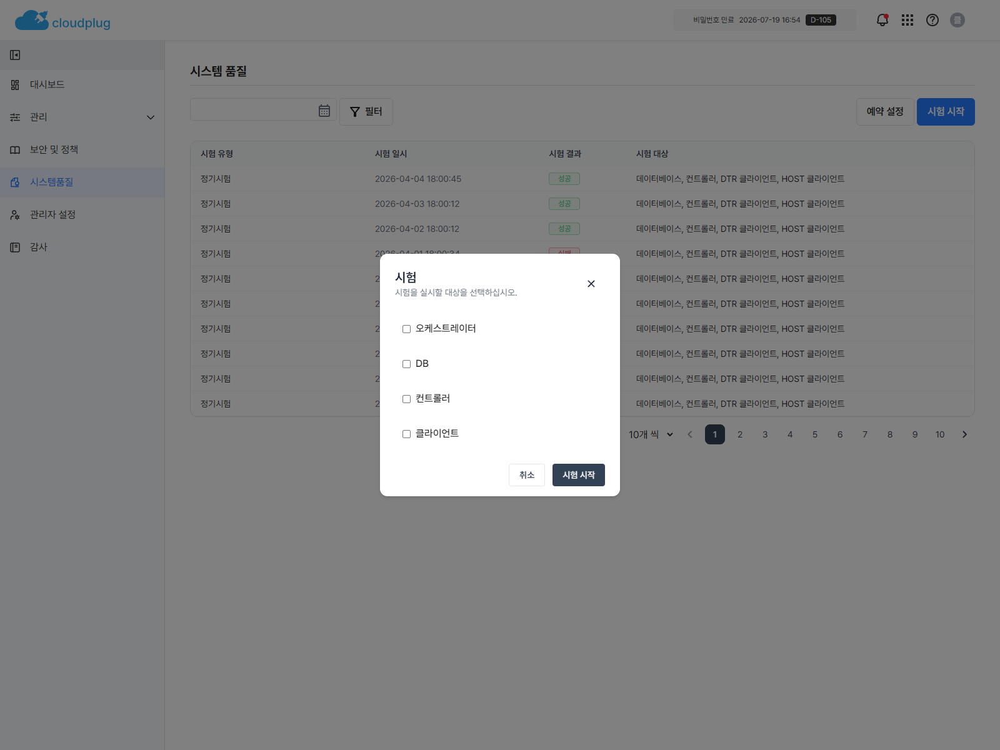 cloudplug
비밀번호 만료 2026-07-19 16:54 D-105
클
대시보드
관리
보안 및 정책
시스템품질
관리자 설정
감사
시스템 품질
필터
예약 설정
시험 시작
시험 유형 시험 일시 시험 결과 시험 대상
정기시험 2026-04-04 18:00:45 성공 데이터베이스, 컨트롤러, DTR 클라이언트, HOST 클라이언트
정기시험 2026-04-03 18:00:12 성공 데이터베이스, 컨트롤러, DTR 클라이언트, HOST 클라이언트
정기시험 2026-04-02 18:00:12 성공 데이터베이스, 컨트롤러, DTR 클라이언트, HOST 클라이언트
정기시험 2026-04-01 18:00:34 실패 데이터베이스, 컨트롤러, DTR 클라이언트, HOST 클라이언트
정기시험 2 데이터베이스, 컨트롤러, DTR 클라이언트, HOST 클라이언트
정기시험 2 데이터베이스, 컨트롤러, DTR 클라이언트, HOST 클라이언트
정기시험 2 데이터베이스, 컨트롤러, DTR 클라이언트, HOST 클라이언트
정기시험 2 데이터베이스, 컨트롤러, DTR 클라이언트, HOST 클라이언트
정기시험 2 데이터베이스, 컨트롤러, DTR 클라이언트, HOST 클라이언트
정기시험 2 데이터베이스, 컨트롤러, DTR 클라이언트, HOST 클라이언트
10개 씩 1 2 3 4 5 6 7 8 9 10
시험
시험을 실시할 대상을 선택하십시오.
오케스트레이터
DB
컨트롤러
클라이언트
취소
시험 시작